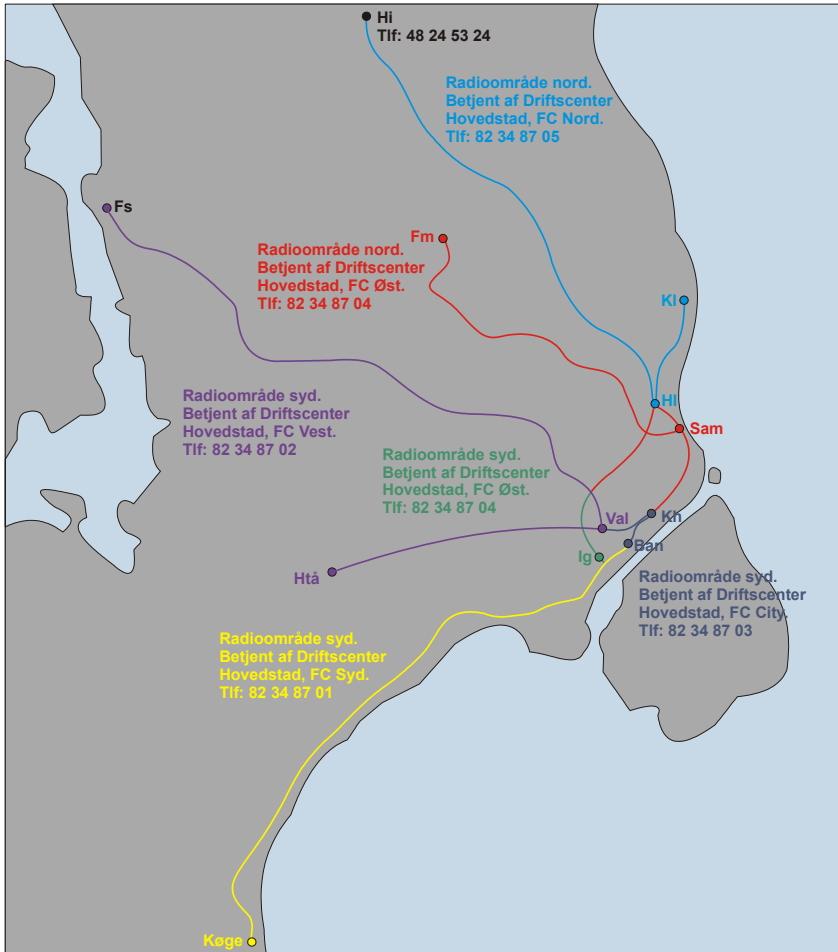 Hi
Tlf: 48 24 53 24
Radioområde nord.
Betjent af Driftscenter
Hovedstad, FC Nord.
Tlf: 82 34 87 05
Fs
Fm
Radioområde nord.
Betjent af Driftscenter
Hovedstad, FC Øst.
Tlf: 82 34 87 04
Kl
Radioområde syd.
Betjent af Driftscenter
Hovedstad, FC Vest.
Tlf: 82 34 87 02
Hl
Sam
Radioområde syd.
Betjent af Driftscenter
Hovedstad, FC Øst.
Tlf: 82 34 87 04
Val
Kh
Ban
Ig
Htå
Radioområde syd.
Betjent af Driftscenter
Hovedstad, FC City.
Tlf: 82 34 87 03
Radioområde syd.
Betjent af Driftscenter
Hovedstad, FC Syd.
Tlf: 82 34 87 01
Køge